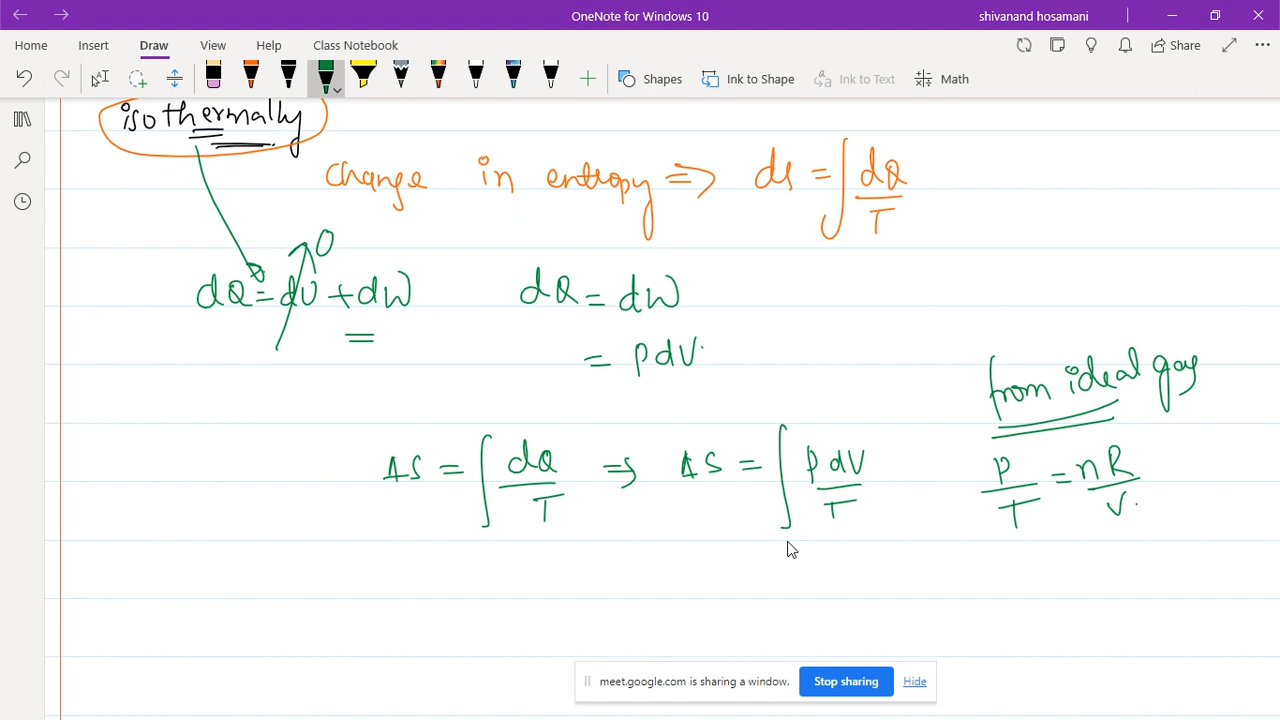 OneNote for Windows 10
shivanand hosamani
Home Insert Draw View Help Class Notebook
Share
Shapes Ink to Shape Ink to Text Math
isothermally
change in entropy ⇒ ds = ∫ dQ/T
0
dQ = dU + dW
dQ = dW
= PdV
from ideal gas
ΔS = ∫ dQ/T ⇒ ΔS = ∫ PdV/T
P/T = nR/V
meet.google.com is sharing a window. Stop sharing Hide